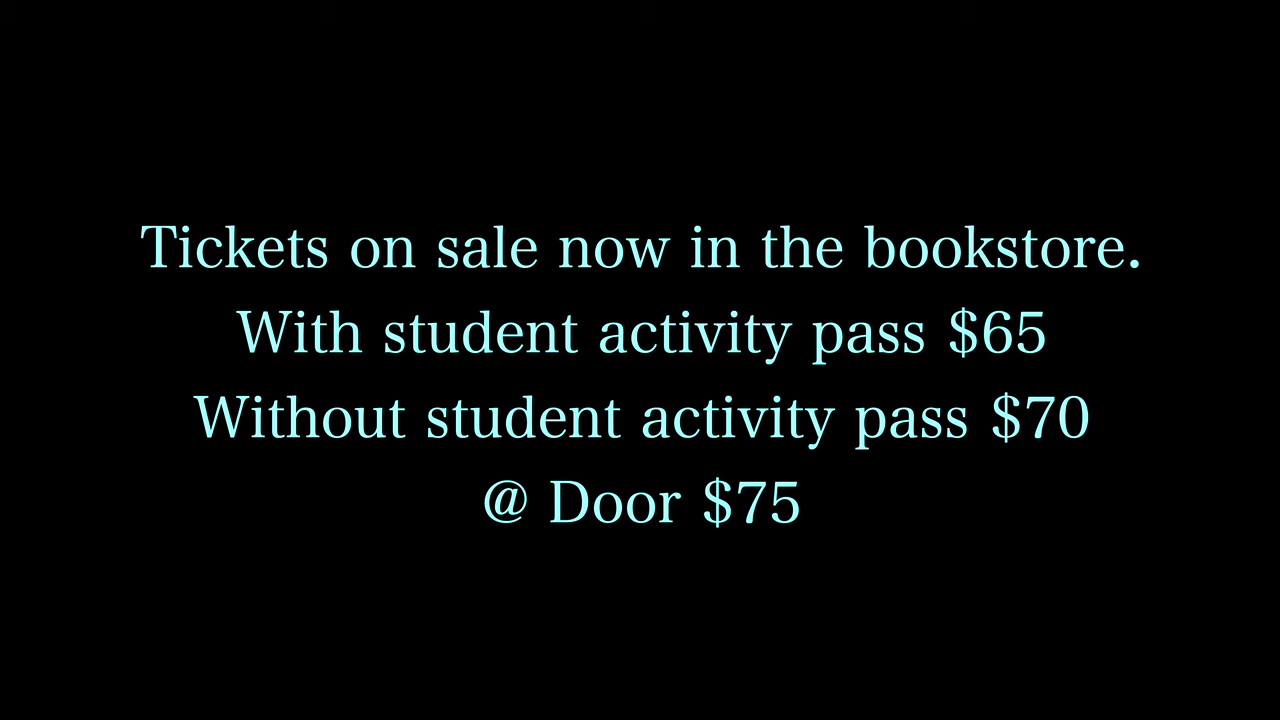 Tickets on sale now in the bookstore.
With student activity pass $65
Without student activity pass $70
@ Door $75